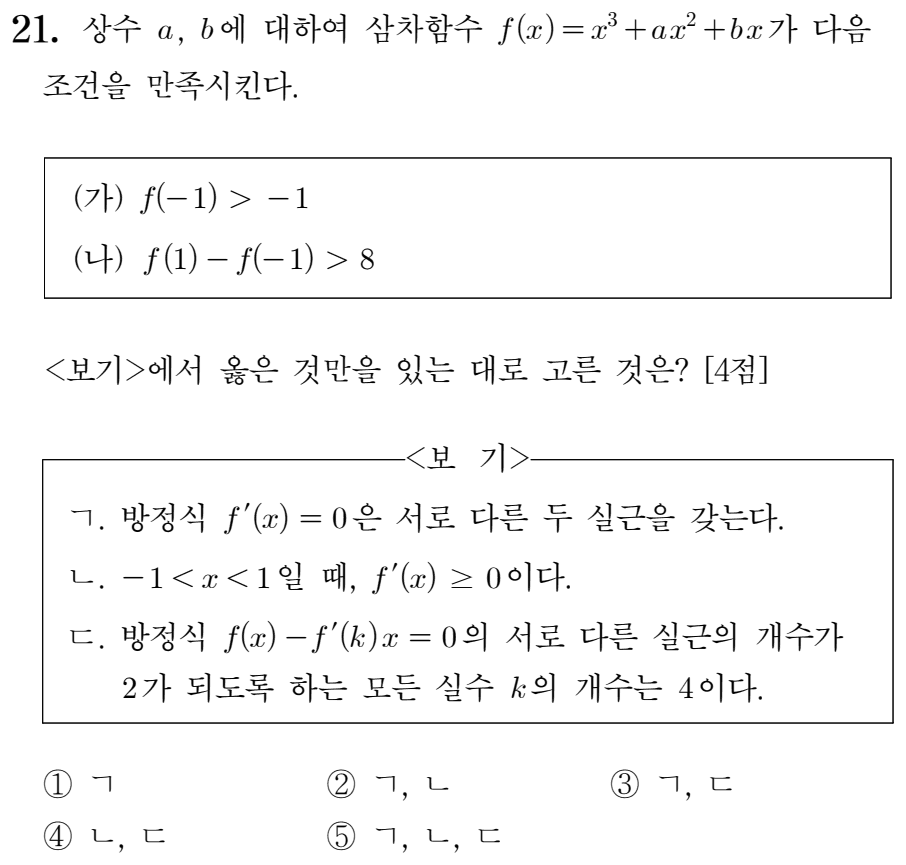 21. 상수 a, b에 대하여 삼차함수 f(x)=x³+ax²+bx가 다음
조건을 만족시킨다.
(가) f(-1) > -1
(나) f(1)-f(-1) > 8
<보기>에서 옳은 것만을 있는 대로 고른 것은? [4점]
<보 기>
ㄱ. 방정식 f′(x)=0은 서로 다른 두 실근을 갖는다.
ㄴ. -1<x<1일 때, f′(x) ≥ 0이다.
ㄷ. 방정식 f(x)-f′(k)x=0의 서로 다른 실근의 개수가
2가 되도록 하는 모든 실수 k의 개수는 4이다.
① ㄱ ② ㄱ, ㄴ ③ ㄱ, ㄷ
④ ㄴ, ㄷ ⑤ ㄱ, ㄴ, ㄷ